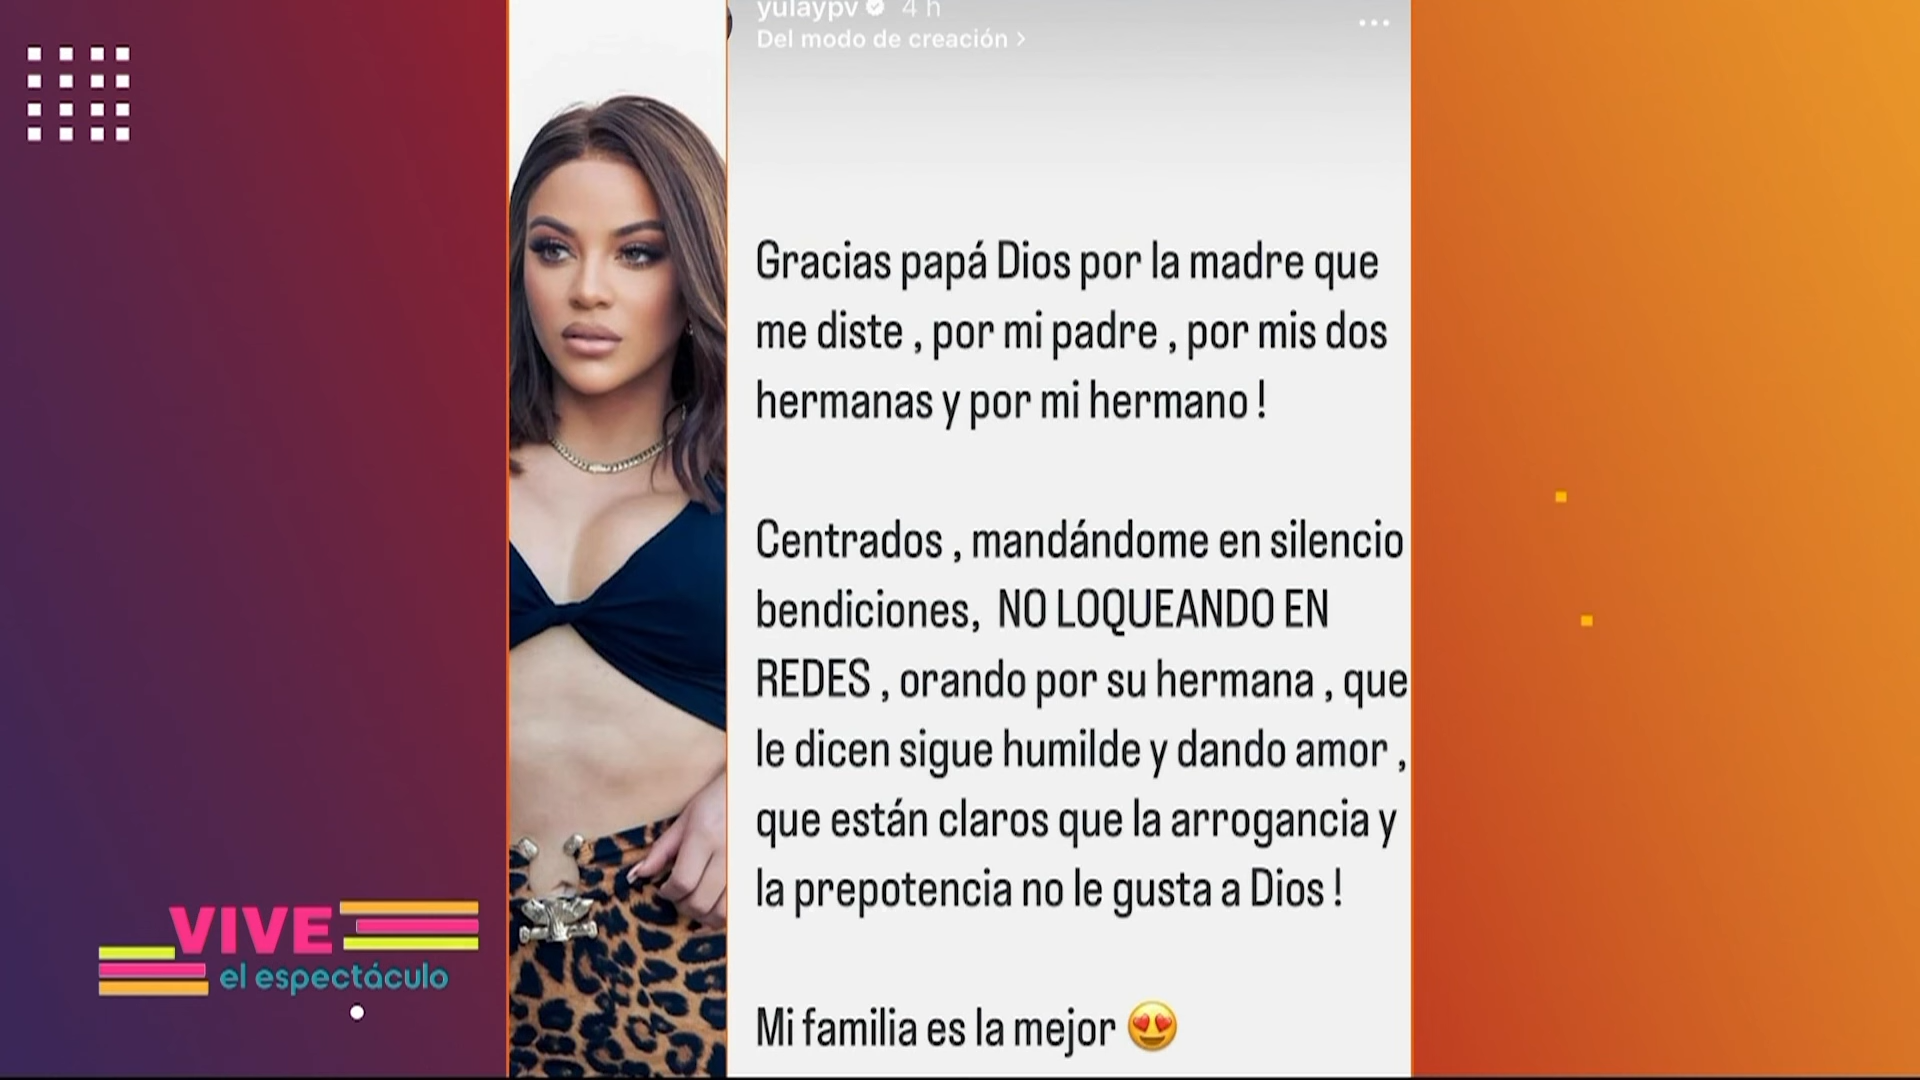 yulaypv 4 h
Del modo de creación >
Gracias papá Dios por la madre que
me diste , por mi padre , por mis dos
hermanas y por mi hermano !
Centrados , mandándome en silencio
bendiciones, NO LOQUEANDO EN
REDES , orando por su hermana , que
le dicen sigue humilde y dando amor ,
que están claros que la arrogancia y
la prepotencia no le gusta a Dios !
Mi familia es la mejor 😍
VIVE
el espectáculo